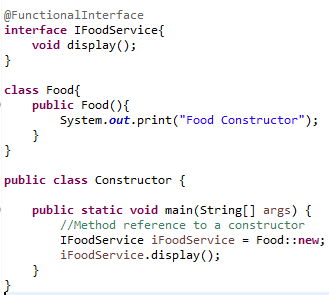 @FunctionalInterface
interface IFoodService{
    void display();
}

class Food{
    public Food(){
        System.out.print("Food Constructor");
    }
}

public class Constructor {

    public static void main(String[] args) {
        //Method reference to a constructor
        IFoodService iFoodService = Food::new;
        iFoodService.display();
    }
}